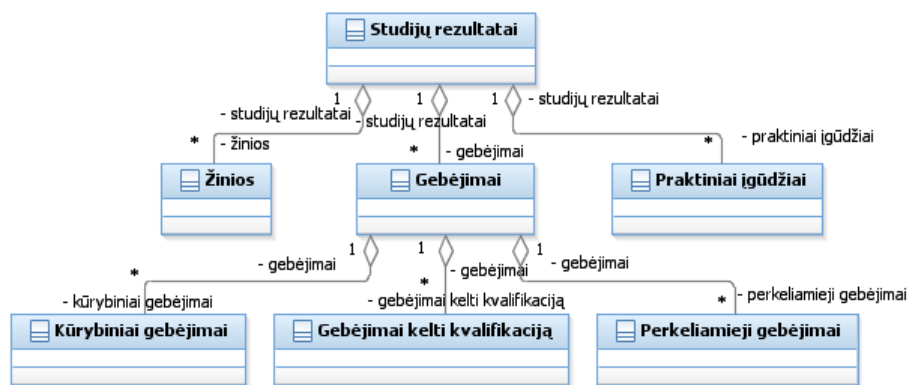 Studijų rezultatai
1 1 1
- studijų rezultatai
- studijų rezultatai
- studijų rezultatai
* - žinios
* - gebėjimai
* - praktiniai įgūdžiai
Žinios
Gebėjimai
Praktiniai įgūdžiai
1 1 1
- gebėjimai
- gebėjimai
- gebėjimai
* - kūrybiniai gebėjimai
* - gebėjimai kelti kvalifikaciją
* - perkeliamieji gebėjimai
Kūrybiniai gebėjimai
Gebėjimai kelti kvalifikaciją
Perkeliamieji gebėjimai